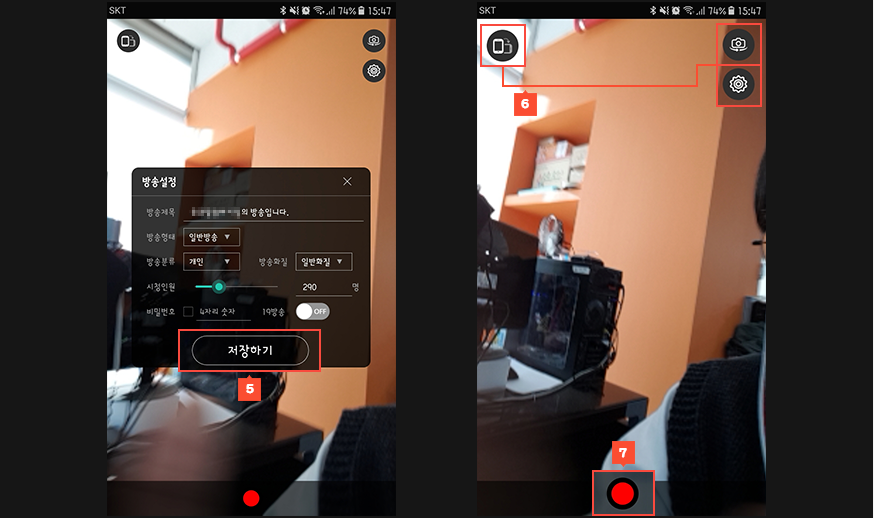 SKT
74% 15:47
방송설정
방송제목
의 방송입니다.
방송형태 일반방송
방송분류 개인 방송화질 일반화질
시청인원 290 명
비밀번호 4자리 숫자 19방송 OFF
저장하기
5
SKT
74% 15:47
6
7